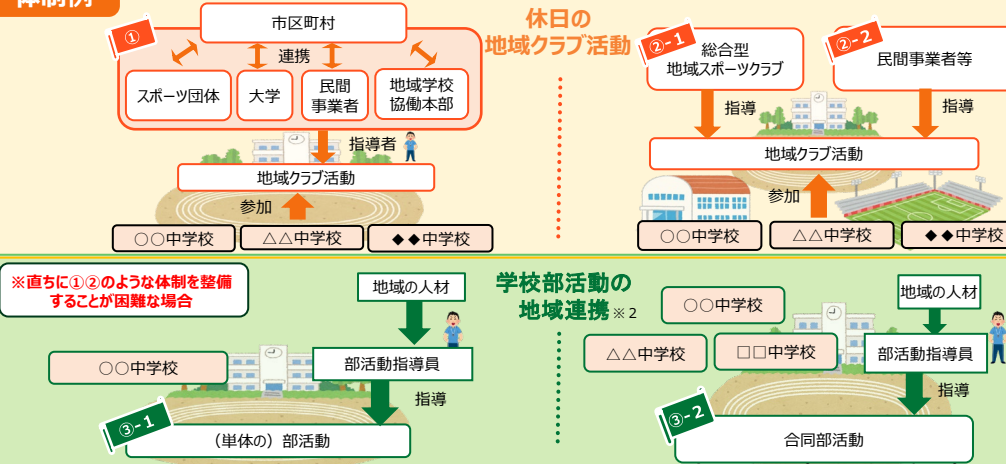 体制例
①
市区町村
連携
スポーツ団体
大学
民間
事業者
地域学校
協働本部
指導者
地域クラブ活動
参加
○○中学校
△△中学校
◆◆中学校
休日の
地域クラブ活動
②-1
総合型
地域スポーツクラブ
②-2
民間事業者等
指導
指導
地域クラブ活動
参加
○○中学校
△△中学校
◆◆中学校
※直ちに①②のような体制を整備
することが困難な場合
地域の人材
○○中学校
部活動指導員
指導
③-1
（単体の）部活動
学校部活動の
地域連携※2
○○中学校
地域の人材
△△中学校
□□中学校
部活動指導員
指導
③-2
合同部活動